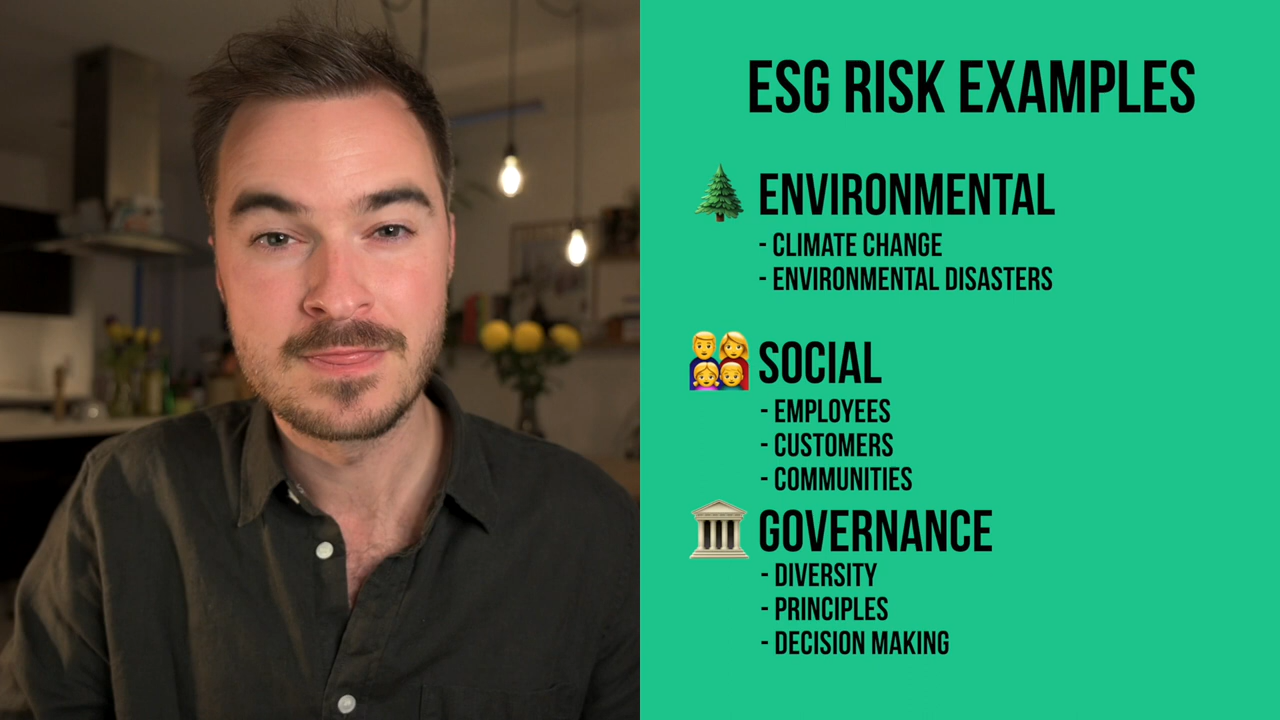 ESG RISK EXAMPLES
ENVIRONMENTAL
- CLIMATE CHANGE
- ENVIRONMENTAL DISASTERS
SOCIAL
- EMPLOYEES
- CUSTOMERS
- COMMUNITIES
GOVERNANCE
- DIVERSITY
- PRINCIPLES
- DECISION MAKING